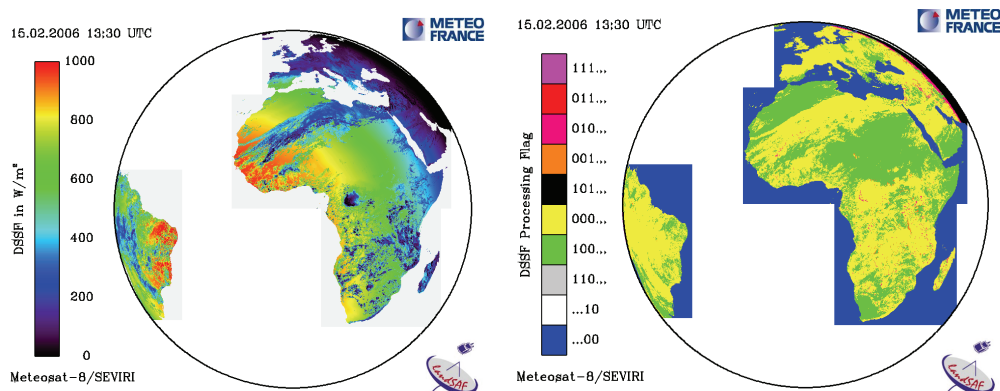 15.02.2006 13:30 UTC
METEO
FRANCE
1000
800
600
400
200
0
DSSF in W/m²
Meteosat-8/SEVIRI
LandSAF
15.02.2006 13:30 UTC
METEO
FRANCE
111.,,
011.,,
010.,,
001.,,
101.,,
000.,,
100.,,
110.,,
...10
...00
DSSF Processing Flag
Meteosat-8/SEVIRI
LandSAF